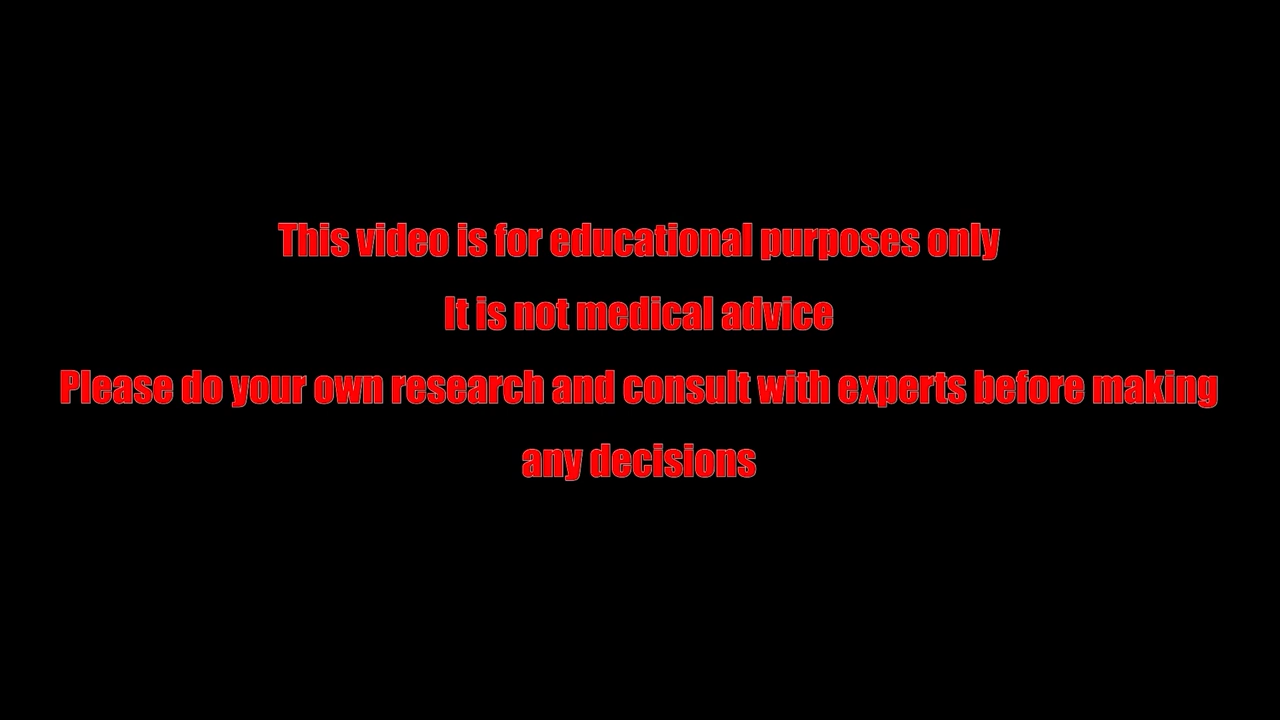 This video is for educational purposes only
It is not medical advice
Please do your own research and consult with experts before making
any decisions